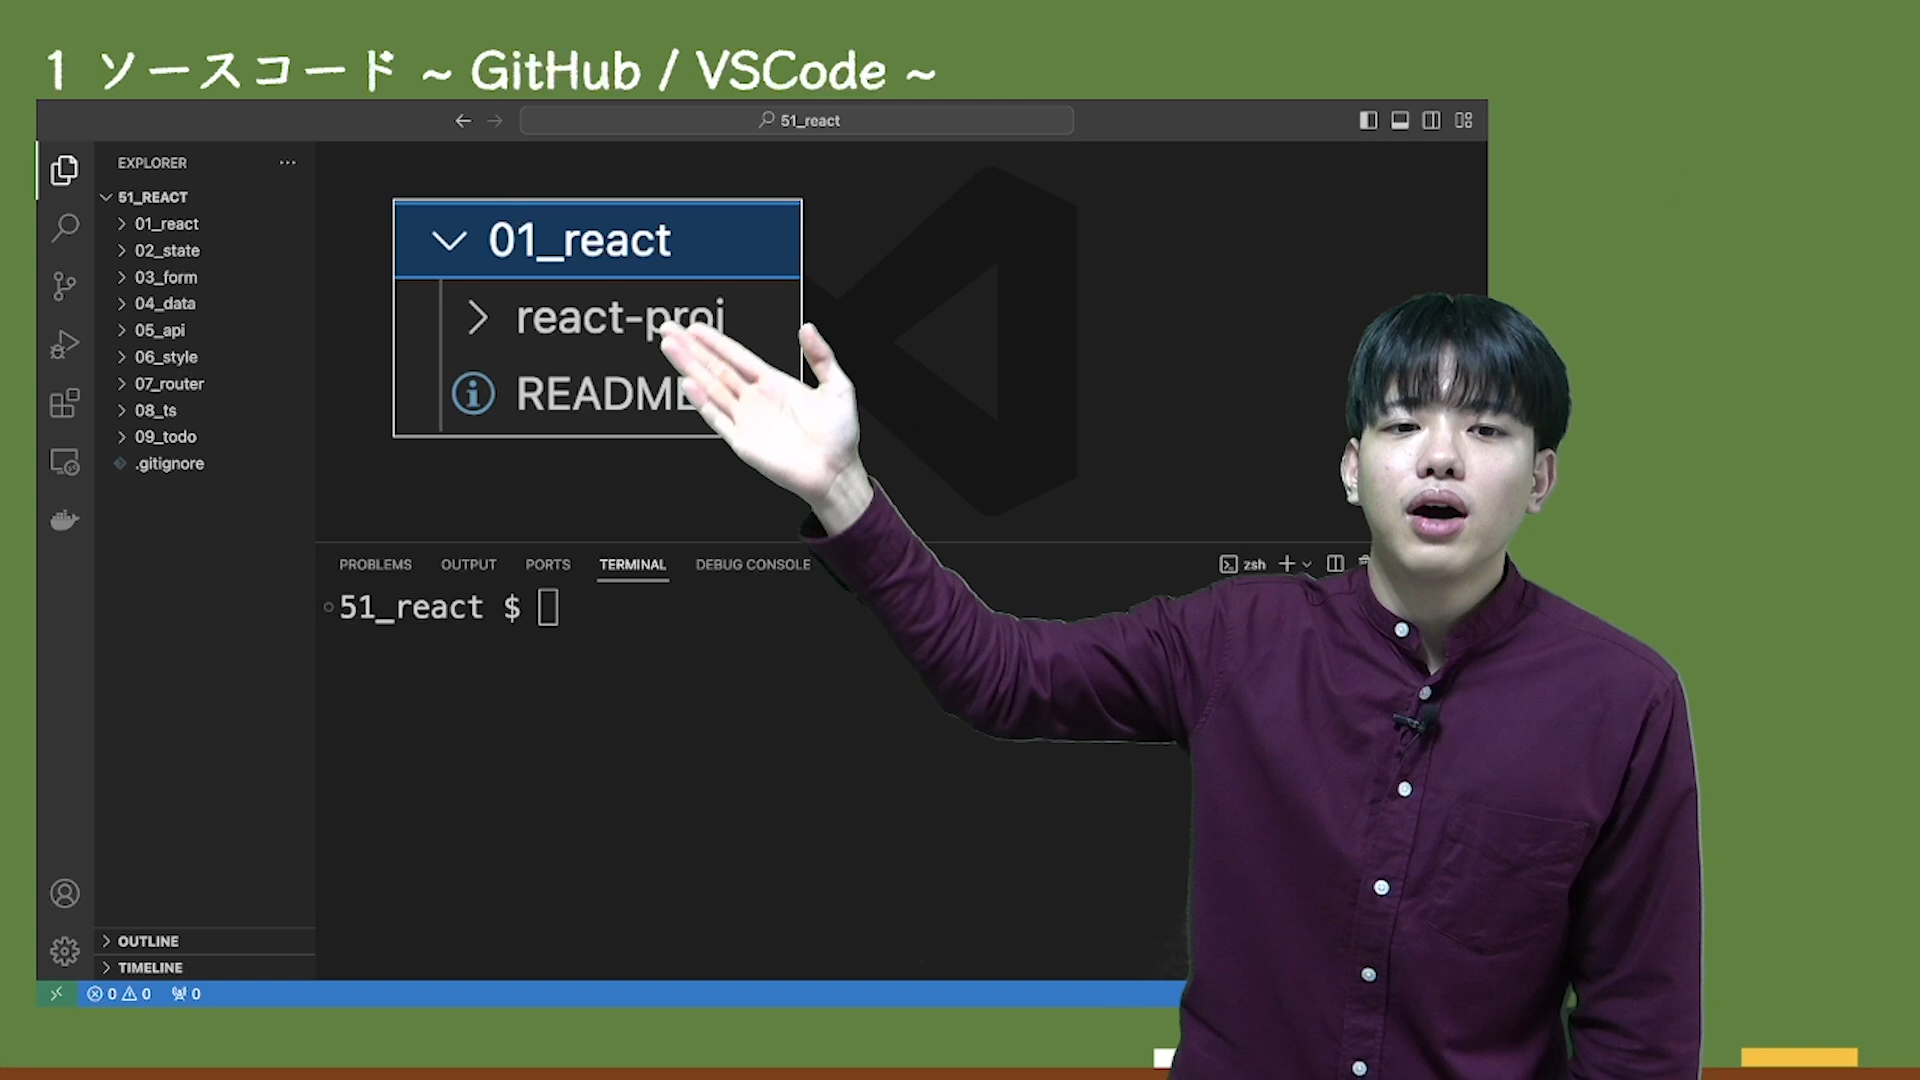 1 ソースコード ~ GitHub / VSCode ~
51_react
EXPLORER
51_REACT
01_react
02_state
03_form
04_data
05_api
06_style
07_router
08_ts
09_todo
.gitignore
01_react
react-proj
README
PROBLEMS OUTPUT PORTS TERMINAL DEBUG CONSOLE
zsh
51_react $
OUTLINE
TIMELINE
0 0 0